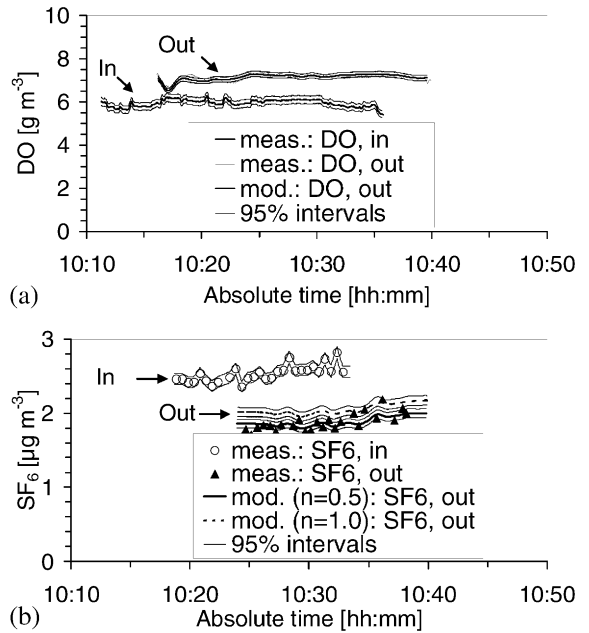 10
8
6
4
2
0
DO [g m-3]
In
Out
meas.: DO, in
meas.: DO, out
mod.: DO, out
95% intervals
10:10 10:20 10:30 10:40 10:50
(a) Absolute time [hh:mm]
3
2
1
0
SF6 [µg m-3]
In
Out
meas.: SF6, in
meas.: SF6, out
mod. (n=0.5): SF6, out
mod. (n=1.0): SF6, out
95% intervals
10:10 10:20 10:30 10:40 10:50
(b) Absolute time [hh:mm]